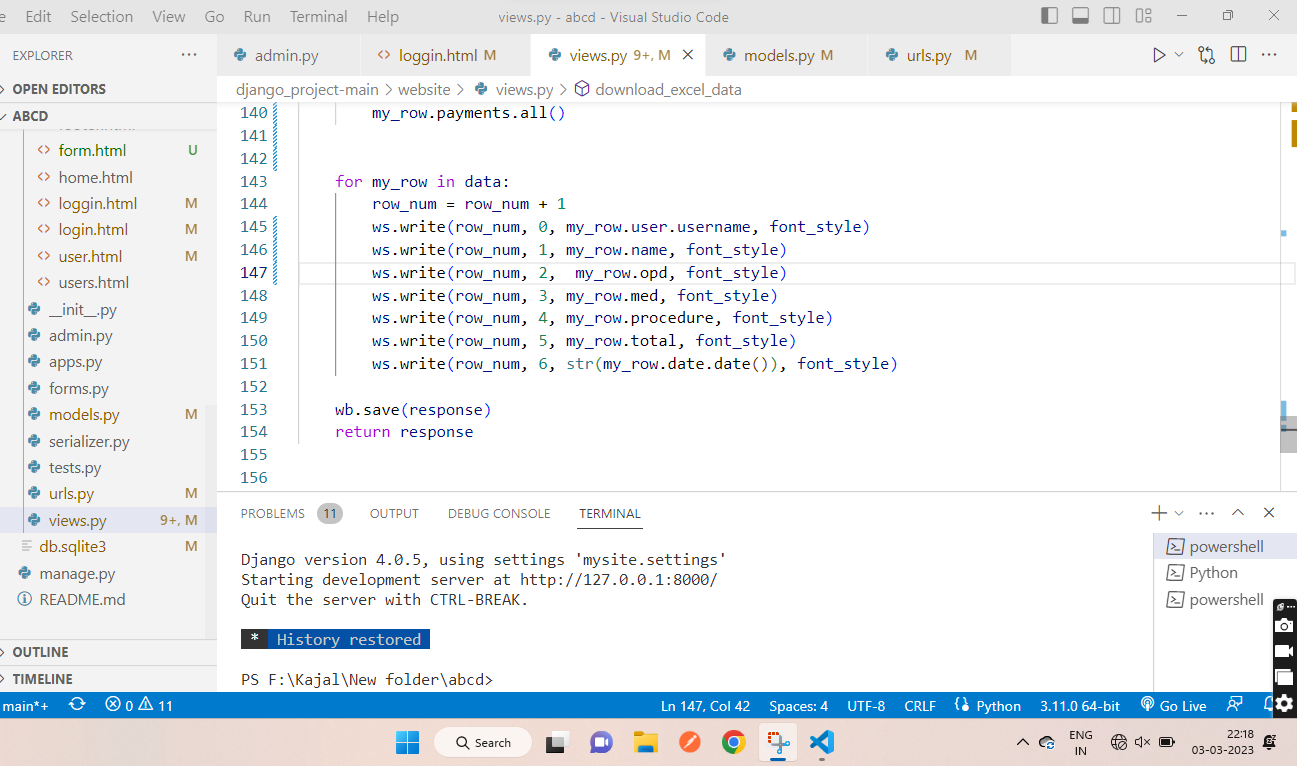 Edit Selection View Go Run Terminal Help views.py - abcd - Visual Studio Code
EXPLORER
OPEN EDITORS
ABCD
form.html U
home.html
loggin.html M
login.html M
user.html M
users.html
__init__.py
admin.py
apps.py
forms.py
models.py M
serializer.py
tests.py
urls.py M
views.py 9+, M
db.sqlite3 M
manage.py
README.md
OUTLINE
TIMELINE
admin.py loggin.html M views.py 9+, M models.py M urls.py M
django_project-main > website > views.py > download_excel_data
140 my_row.payments.all()
141
142
143 for my_row in data:
144 row_num = row_num + 1
145 ws.write(row_num, 0, my_row.user.username, font_style)
146 ws.write(row_num, 1, my_row.name, font_style)
147 ws.write(row_num, 2,  my_row.opd, font_style)
148 ws.write(row_num, 3, my_row.med, font_style)
149 ws.write(row_num, 4, my_row.procedure, font_style)
150 ws.write(row_num, 5, my_row.total, font_style)
151 ws.write(row_num, 6, str(my_row.date.date()), font_style)
152
153 wb.save(response)
154 return response
155
156
PROBLEMS 11 OUTPUT DEBUG CONSOLE TERMINAL
Django version 4.0.5, using settings 'mysite.settings'
Starting development server at http://127.0.0.1:8000/
Quit the server with CTRL-BREAK.
* History restored
PS F:\Kajal\New folder\abcd>
powershell
Python
powershell
main*+ 0 11 Ln 147, Col 42 Spaces: 4 UTF-8 CRLF Python 3.11.0 64-bit Go Live
Search
ENG
IN
22:18
03-03-2023